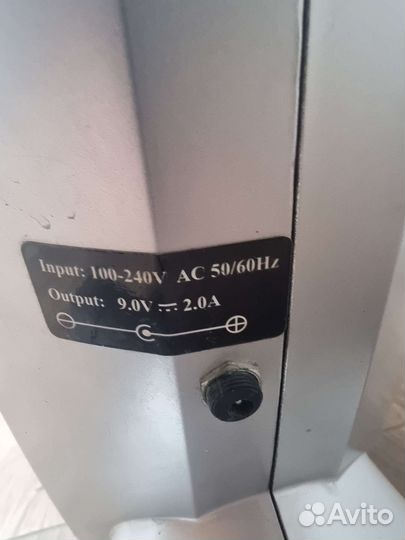 Input: 100-240V AC 50/60Hz
Output: 9.0V ⎓ 2.0A
Avito